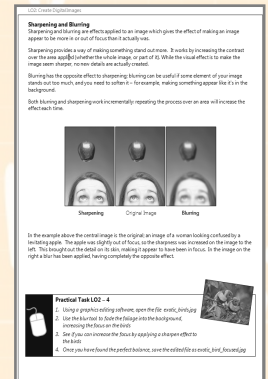 LO2: Create Digital Images
Sharpening and Blurring
Sharpening and blurring are effects applied to an image which gives the effect of making an
image appear to be more in or out of focus than it actually was.
Sharpening provides a way of making something stand out more. It works by increasing the contrast
over the area applied (whether the whole image, or part of it). While the visual effect is to make the
image seem sharper, no new details are actually created.
Blurring has the opposite effect to sharpening; blurring can be useful if some element of your image
stands out too much, and you need to soften it – for example, making something appear like it's in the
background.
Both blurring and sharpening work incrementally repeating the process over an area will increase the
effect each time.
Sharpening Original Image Blurring
In the example above the central image is the original; an image of a woman looking confused by a
levitating apple. The apple was slightly out of focus, so the sharpness was increased on the image to the
left. This brought out the detail on its skin, making it appear to have been in focus. In the image on the
right a blur has been applied, having completely the opposite effect.
Practical Task LO2 – 4
1. Using a graphics editing software, open the file exotic_birds.jpg
2. Use the blur tool to fade the foliage into the background,
increasing the focus on the birds
3. See if you can increase the focus by applying a sharpen effect to
the birds
4. Once you have found the perfect balance, save the edited file as exotic_bird_focused.jpg